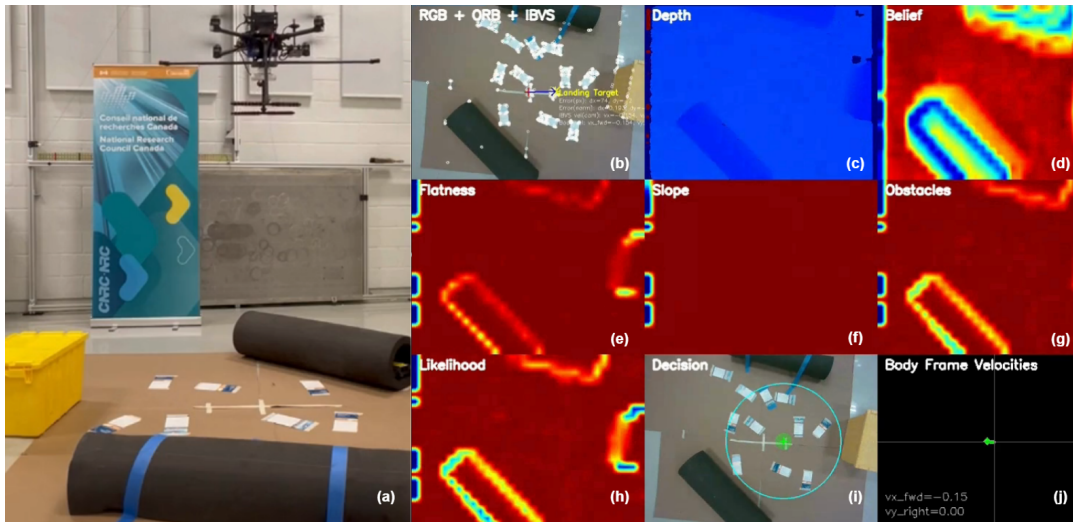 Canada
Conseil national de
recherches Canada
National Research
Council Canada
CNRC·NRC
(a)
RGB + ORB + IBVS
Landing Target
(b)
Depth
(c)
Belief
(d)
Flatness
(e)
Slope
(f)
Obstacles
(g)
Likelihood
(h)
Decision
(i)
Body Frame Velocities
vx_fwd=-0.15
vy_right=0.00
(j)